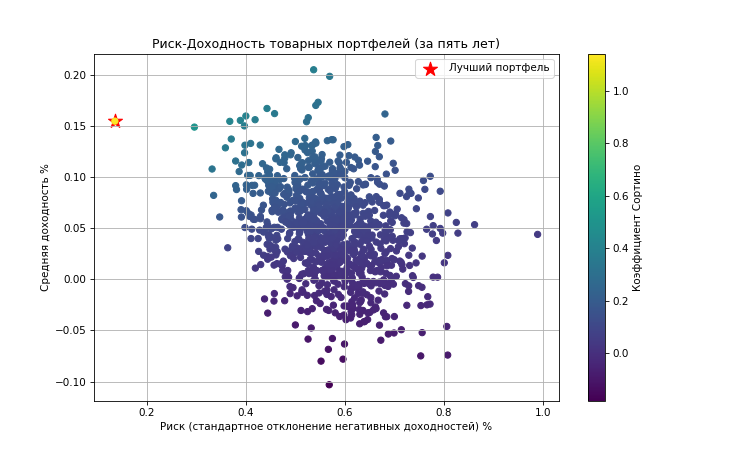 Риск-Доходность товарных портфелей (за пять лет)
Лучший портфель
Средняя доходность %
0.20
0.15
0.10
0.05
0.00
−0.05
−0.10
0.2 0.4 0.6 0.8 1.0
Риск (стандартное отклонение негативных доходностей) %
1.0
0.8
0.6
0.4
0.2
0.0
Коэффициент Сортино